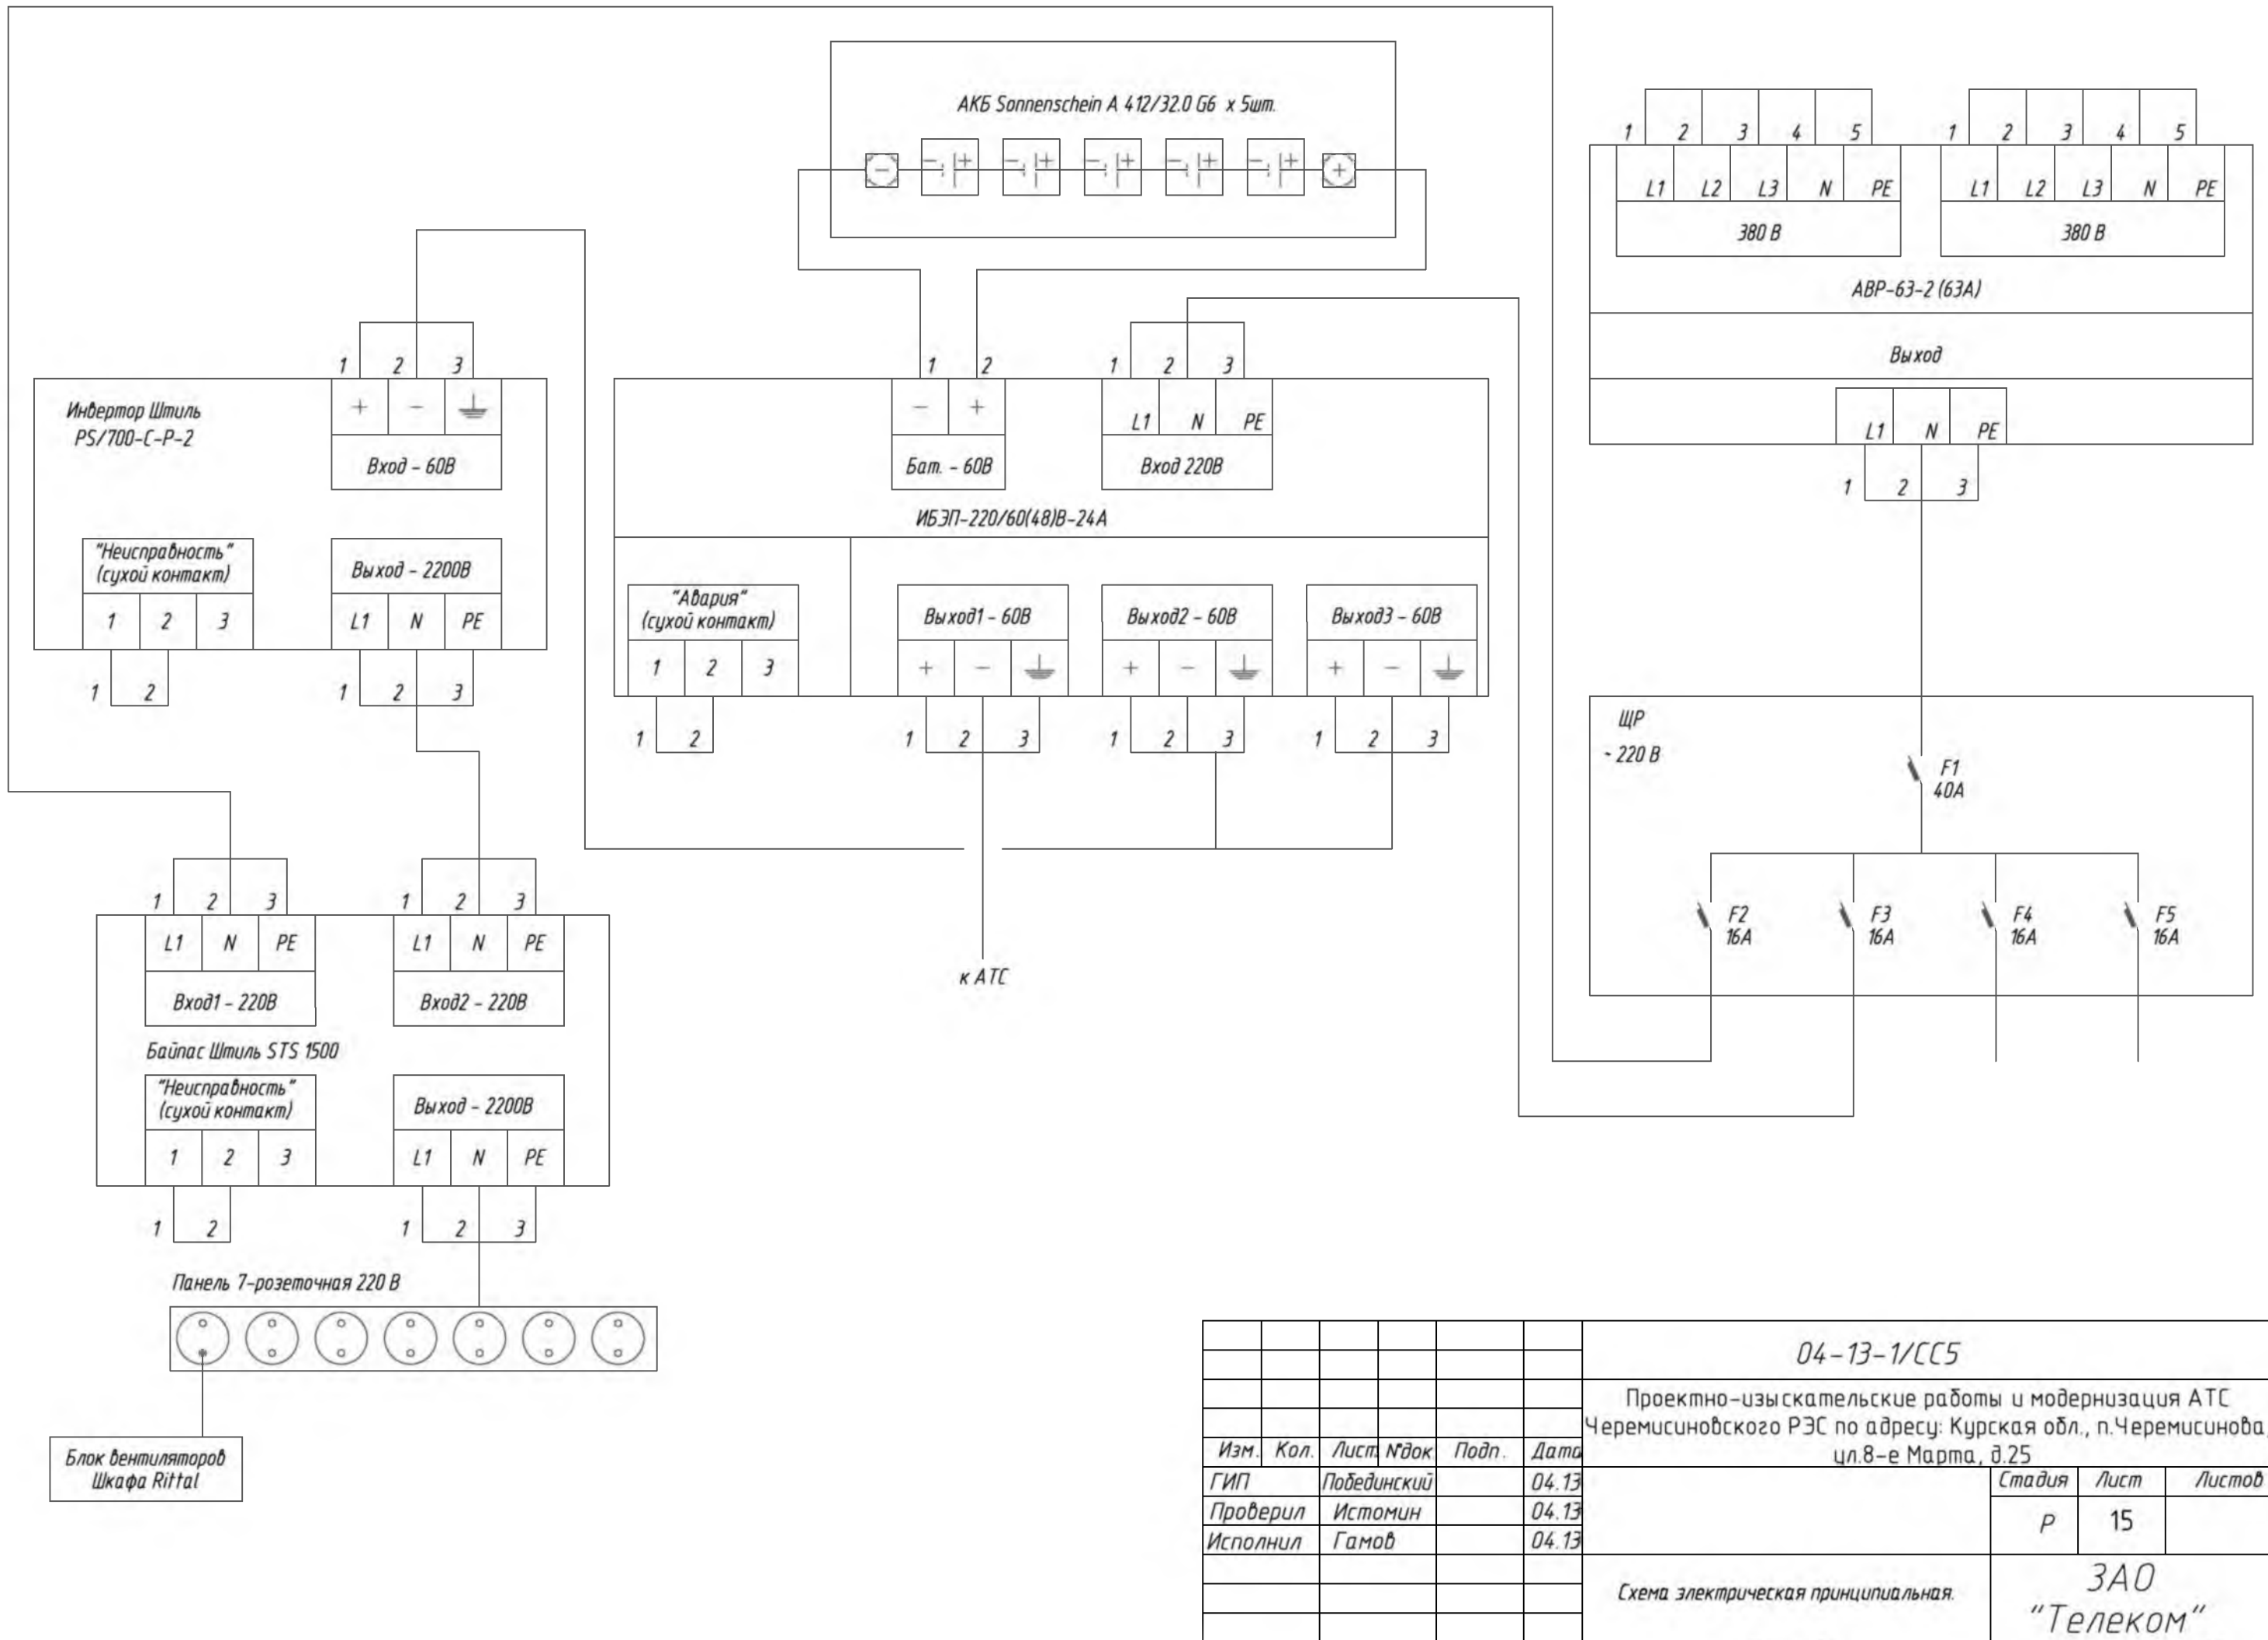 АКБ Sonnenschein A 412/32.0 G6 x 5шт.
- + - + - + - + - + - +
1 2 3 4 5
L1 L2 L3 N PE
380 В
1 2 3 4 5
L1 L2 L3 N PE
380 В
АВР-63-2 (63А)
Выход
L1 N PE
1 2 3
Инвертор Штиль
PS/700-C-P-2
1 2 3
+ -
Вход - 60В
"Неисправность"
(сухой контакт)
1 2 3
1 2
Выход - 2200В
L1 N PE
1 2 3
1 2
- +
Бат. - 60В
1 2 3
L1 N PE
Вход 220В
ИБЭП-220/60(48)В-24А
"Авария"
(сухой контакт)
1 2 3
1 2
Выход1 - 60В
+ -
1 2 3
Выход2 - 60В
+ -
1 2 3
Выход3 - 60В
+ -
1 2 3
к АТС
ЩР
~ 220 В
F1
40А
F2
16А
F3
16А
F4
16А
F5
16А
1 2 3
L1 N PE
Вход1 - 220В
1 2 3
L1 N PE
Вход2 - 220В
Байпас Штиль STS 1500
"Неисправность"
(сухой контакт)
1 2 3
1 2
Выход - 2200В
L1 N PE
1 2 3
Панель 7-розеточная 220 В
Блок вентиляторов
Шкафа Rittal
04-13-1/СС5
Проектно-изыскательские работы и модернизация АТС
Черемисиновского РЭС по адресу: Курская обл., п.Черемисинова,
ул.8-е Марта, д.25
Изм. Кол. Лист №док Подп. Дата
ГИП Побединский 04.13
Проверил Истомин 04.13
Исполнил Гамов 04.13
Стадия Лист Листов
Р 15
Схема электрическая принципиальная.
ЗАО
"Телеком"